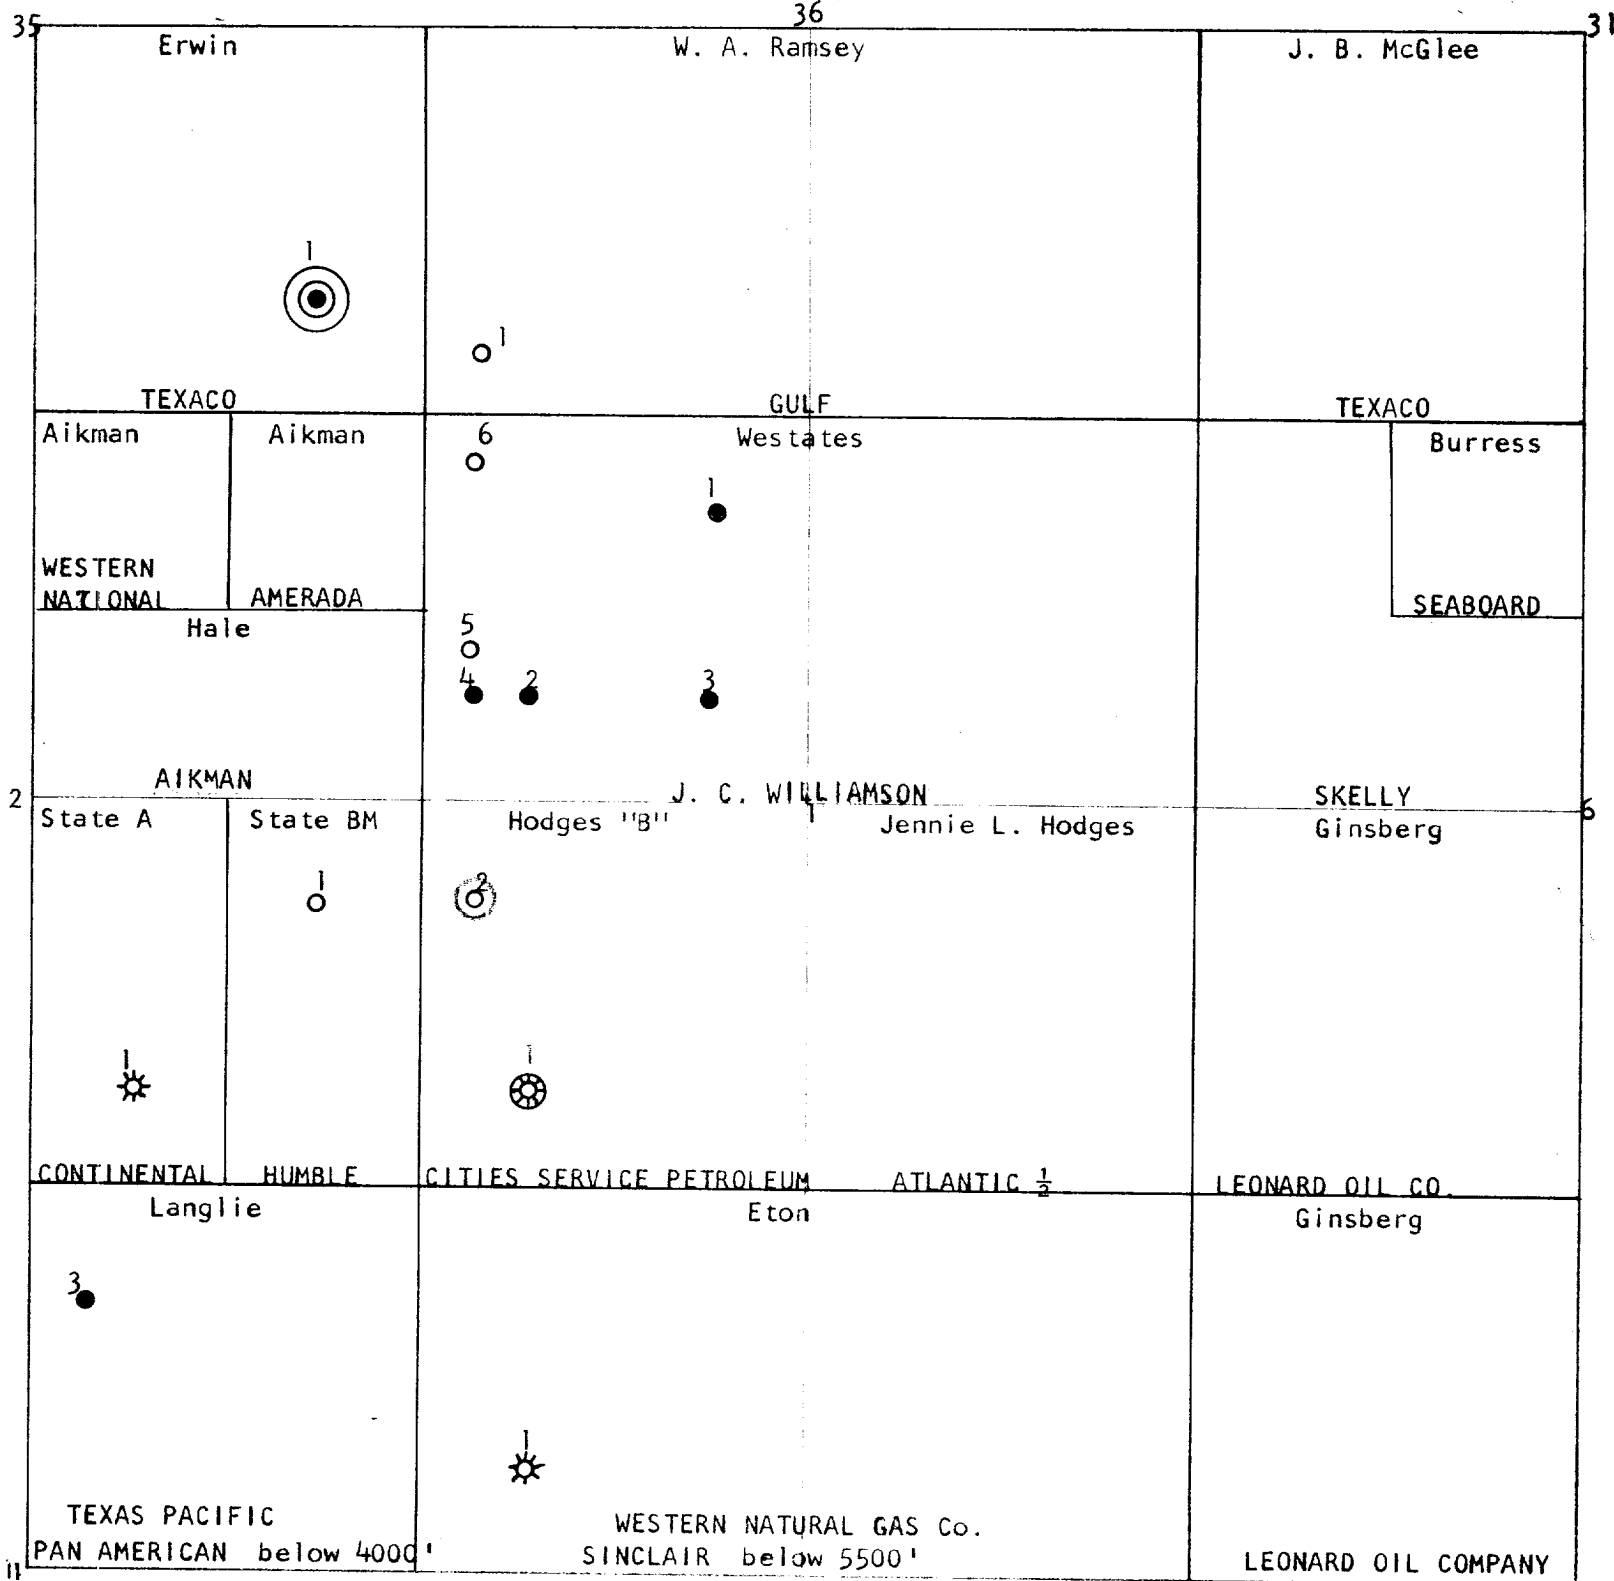 35 36 31
Erwin W. A. Ramsey J. B. McGlee
1
1
TEXACO GULF TEXACO
Aikman Aikman 6 Westates Burress
1
WESTERN
NATIONAL AMERADA SEABOARD
Hale 5
4 2 3
AIKMAN J. C. WILLIAMSON SKELLY
2 6
State A State BM Hodges "B" Jennie L. Hodges Ginsberg
1 2
1 1
CONTINENTAL HUMBLE CITIES SERVICE PETROLEUM ATLANTIC ½ LEONARD OIL CO.
Langlie Eton Ginsberg
3
1
TEXAS PACIFIC WESTERN NATURAL GAS Co.
PAN AMERICAN below 4000' SINCLAIR below 5500' LEONARD OIL COMPANY
11